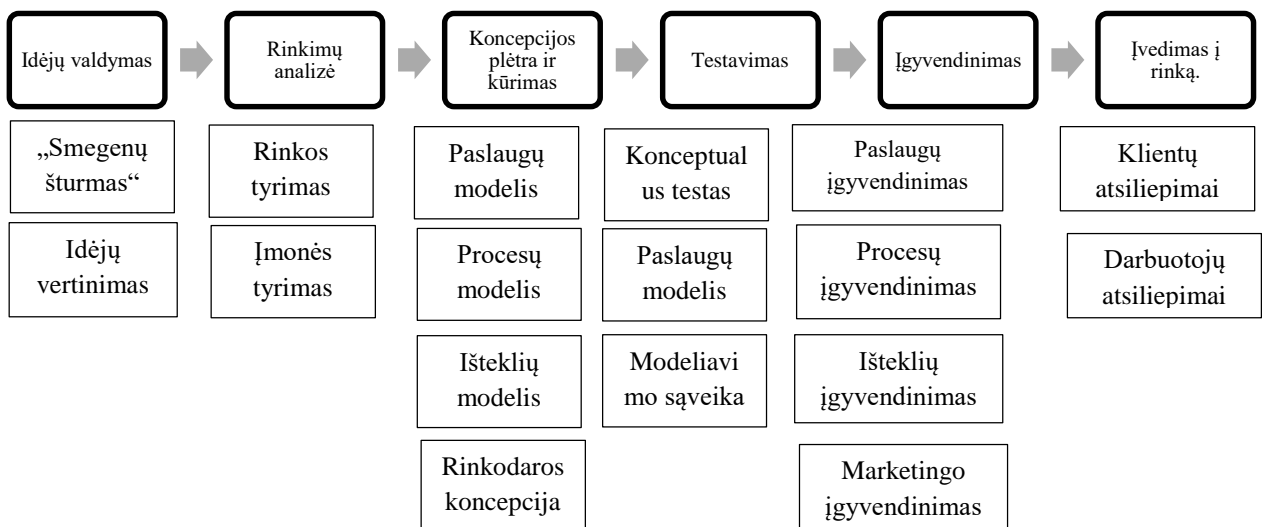 Idėjų valdymas
Rinkimų
analizė
Koncepcijos
plėtra ir
kūrimas
Testavimas
Įgyvendinimas
Įvedimas į
rinką.
„Smegenų
šturmas“
Idėjų
vertinimas
Rinkos
tyrimas
Įmonės
tyrimas
Paslaugų
modelis
Procesų
modelis
Išteklių
modelis
Rinkodaros
koncepcija
Konceptual
us testas
Paslaugų
modelis
Modeliavi
mo sąveika
Paslaugų
įgyvendinimas
Procesų
įgyvendinimas
Išteklių
įgyvendinimas
Marketingo
įgyvendinimas
Klientų
atsiliepimai
Darbuotojų
atsiliepimai